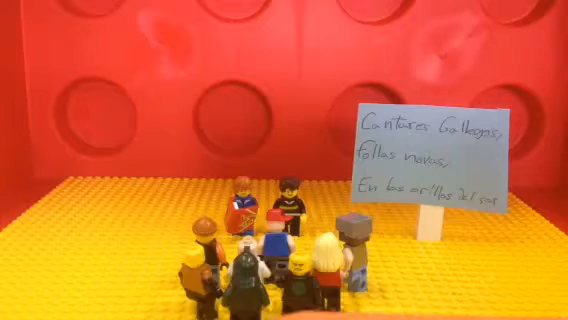 Cantares Gallegos,
follas novas,
En las orillas del sar